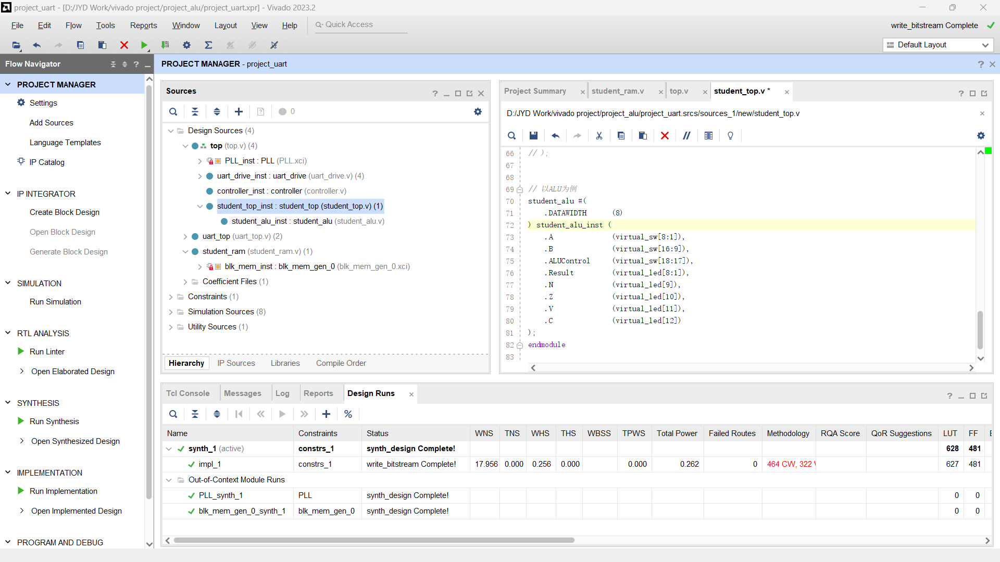 project_uart - [D:/JYD Work/vivado project/project_alu/project_uart.xpr] - Vivado 2023.2
File Edit Flow Tools Reports Window Layout View Help Quick Access
write_bitstream Complete
Default Layout
Flow Navigator
PROJECT MANAGER - project_uart
PROJECT MANAGER
Settings
Add Sources
Language Templates
IP Catalog
IP INTEGRATOR
Create Block Design
Open Block Design
Generate Block Design
SIMULATION
Run Simulation
RTL ANALYSIS
Run Linter
Open Elaborated Design
SYNTHESIS
Run Synthesis
Open Synthesized Design
IMPLEMENTATION
Run Implementation
Open Implemented Design
PROGRAM AND DEBUG
Sources
0
Design Sources (4)
top (top.v) (4)
PLL_inst : PLL (PLL.xci)
uart_drive_inst : uart_drive (uart_drive.v) (4)
controller_inst : controller (controller.v)
student_top_inst : student_top (student_top.v) (1)
student_alu_inst : student_alu (student_alu.v)
uart_top (uart_top.v) (2)
student_ram (student_ram.v) (1)
blk_mem_inst : blk_mem_gen_0 (blk_mem_gen_0.xci)
Coefficient Files (1)
Constraints (1)
Simulation Sources (8)
Utility Sources (1)
Hierarchy IP Sources Libraries Compile Order
Project Summary student_ram.v top.v student_top.v *
D:/JYD Work/vivado project/project_alu/project_uart.srcs/sources_1/new/student_top.v
66 // );
67
68
69 // 以ALU为例
70 student_alu #(
71 .DATAWIDTH (8)
72 ) student_alu_inst (
73 .A (virtual_sw[8:1]),
74 .B (virtual_sw[16:9]),
75 .ALUControl (virtual_sw[18:17]),
76 .Result (virtual_led[8:1]),
77 .N (virtual_led[9]),
78 .Z (virtual_led[10]),
79 .V (virtual_led[11]),
80 .C (virtual_led[12])
81 );
82 endmodule
83
Tcl Console Messages Log Reports Design Runs
Name Constraints Status WNS TNS WHS THS WBSS TPWS Total Power Failed Routes Methodology RQA Score QoR Suggestions LUT FF
synth_1 (active) constrs_1 synth_design Complete! 628 481
impl_1 constrs_1 write_bitstream Complete! 17.956 0.000 0.256 0.000 0.000 0.262 0 464 CW, 322 627 481
Out-of-Context Module Runs
PLL_synth_1 PLL synth_design Complete! 0 0
blk_mem_gen_0_synth_1 blk_mem_gen_0 synth_design Complete! 0 0